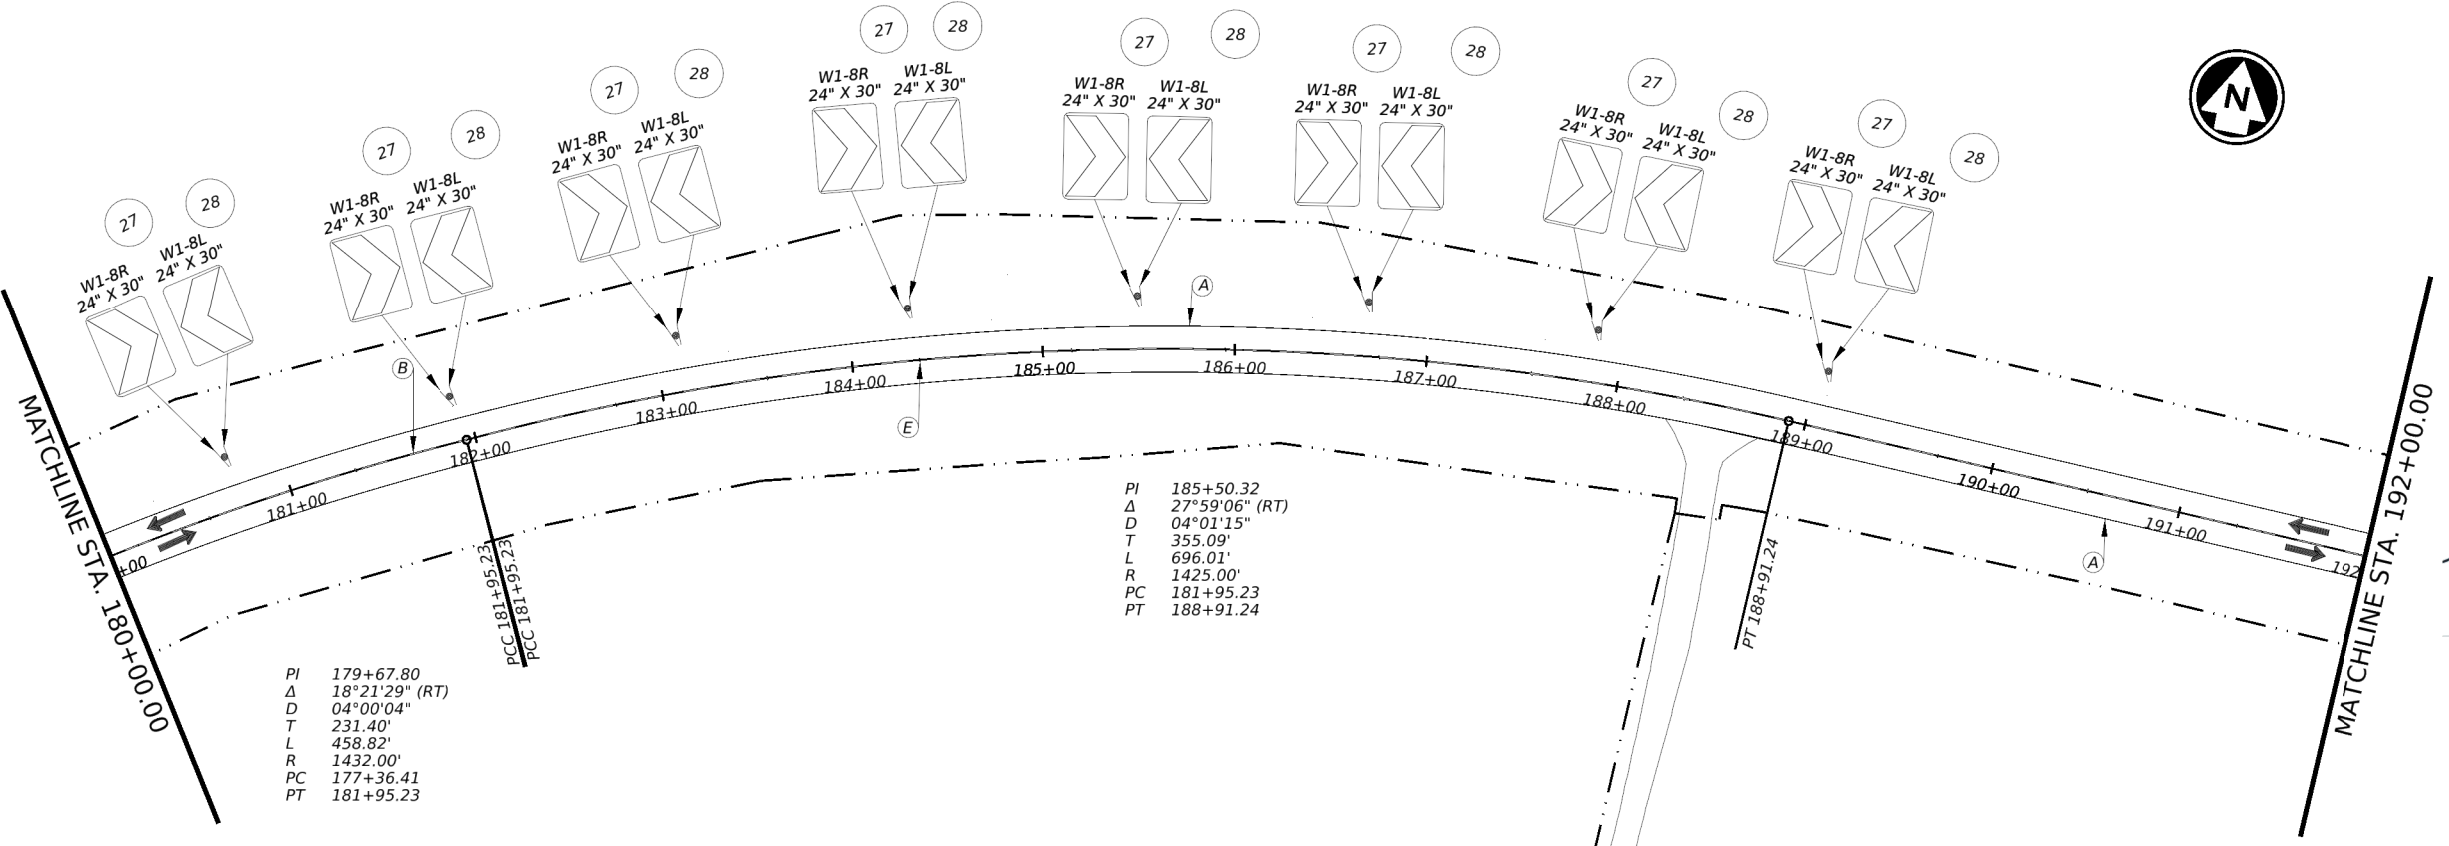 27
28
W1-8R
24" X 30"
W1-8L
24" X 30"
27
28
W1-8R
24" X 30"
W1-8L
24" X 30"
27
28
W1-8R
24" X 30"
W1-8L
24" X 30"
27
28
W1-8R
24" X 30"
W1-8L
24" X 30"
27
28
W1-8R
24" X 30"
W1-8L
24" X 30"
27
28
W1-8R
24" X 30"
W1-8L
24" X 30"
27
28
W1-8R
24" X 30"
W1-8L
24" X 30"
27
28
W1-8R
24" X 30"
W1-8L
24" X 30"
N
A
B
E
A
+00
181+00
182+00
183+00
184+00
185+00
186+00
187+00
188+00
189+00
190+00
191+00
192
MATCHLINE STA. 180+00.00
MATCHLINE STA. 192+00.00
PCC 181+95.23
PCC 181+95.23
PT 188+91.24
PI 185+50.32
Δ 27°59'06" (RT)
D 04°01'15"
T 355.09'
L 696.01'
R 1425.00'
PC 181+95.23
PT 188+91.24
PI 179+67.80
Δ 18°21'29" (RT)
D 04°00'04"
T 231.40'
L 458.82'
R 1432.00'
PC 177+36.41
PT 181+95.23